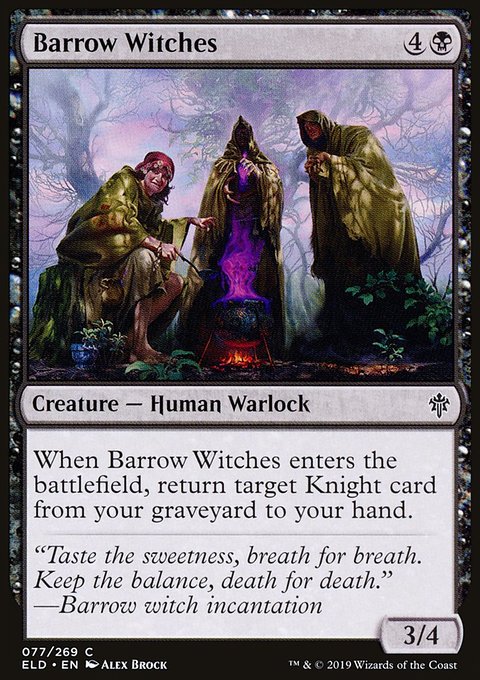 Barrow Witches 4
Creature — Human Warlock
When Barrow Witches enters the
battlefield, return target Knight card
from your graveyard to your hand.
“Taste the sweetness, breath for breath.
Keep the balance, death for death.”
—Barrow witch incantation
3/4
077/269 C
ELD • EN Alex Brock
™ & © 2019 Wizards of the Coast